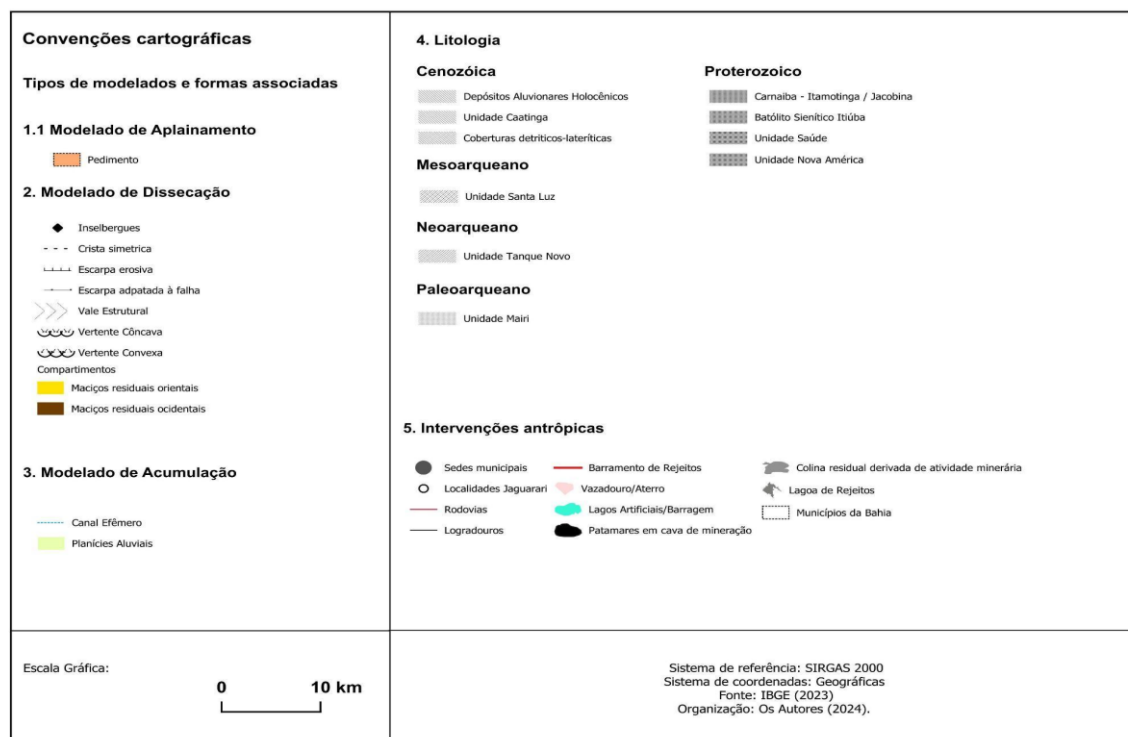 Convenções cartográficas
Tipos de modelados e formas associadas
1.1 Modelado de Aplainamento
Pedimento
2. Modelado de Dissecação
Inselbergues
Crista simetrica
Escarpa erosiva
Escarpa adpatada à falha
Vale Estrutural
Vertente Côncava
Vertente Convexa
Compartimentos
Maciços residuais orientais
Maciços residuais ocidentais
3. Modelado de Acumulação
Canal Efêmero
Planícies Aluviais
4. Litologia
Cenozóica
Depósitos Aluvionares Holocênicos
Unidade Caatinga
Coberturas detriticos-lateríticas
Mesoarqueano
Unidade Santa Luz
Neoarqueano
Unidade Tanque Novo
Paleoarqueano
Unidade Mairi
Proterozoico
Carnaiba - Itamotinga / Jacobina
Batólito Sienítico Itiúba
Unidade Saúde
Unidade Nova América
5. Intervenções antrópicas
Sedes municipais
Localidades Jaguarari
Rodovias
Logradouros
Barramento de Rejeitos
Vazadouro/Aterro
Lagos Artificiais/Barragem
Patamares em cava de mineração
Colina residual derivada de atividade minerária
Lagoa de Rejeitos
Municípios da Bahia
Escala Gráfica:
0 10 km
Sistema de referência: SIRGAS 2000
Sistema de coordenadas: Geográficas
Fonte: IBGE (2023)
Organização: Os Autores (2024).